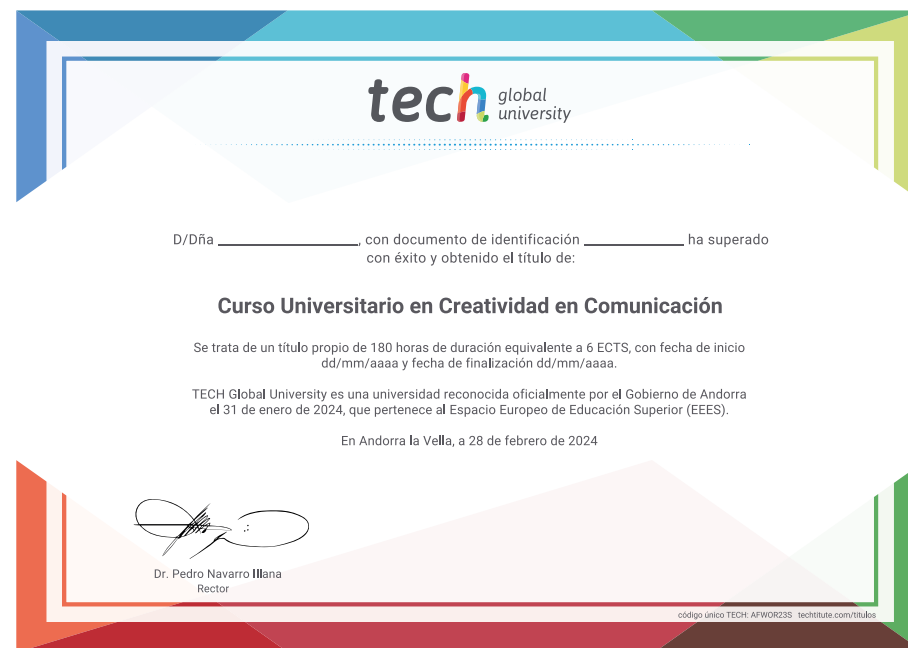 tech global university
D/Dña ____________________, con documento de identificación ______________ ha superado
con éxito y obtenido el título de:
Curso Universitario en Creatividad en Comunicación
Se trata de un título propio de 180 horas de duración equivalente a 6 ECTS, con fecha de inicio
dd/mm/aaaa y fecha de finalización dd/mm/aaaa.
TECH Global University es una universidad reconocida oficialmente por el Gobierno de Andorra
el 31 de enero de 2024, que pertenece al Espacio Europeo de Educación Superior (EEES).
En Andorra la Vella, a 28 de febrero de 2024
Dr. Pedro Navarro Illana
Rector
código único TECH: AFWOR23S techtitute.com/titulos